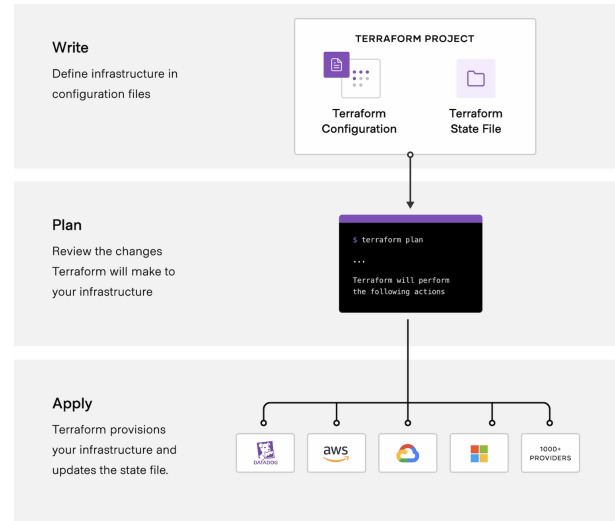 Write
Define infrastructure in
configuration files
TERRAFORM PROJECT
Terraform
Configuration
Terraform
State File
Plan
Review the changes
Terraform will make to
your infrastructure
$ terraform plan
...
Terraform will perform
the following actions
Apply
Terraform provisions
your infrastructure and
updates the state file.
DATADOG
aws
1000+
PROVIDERS